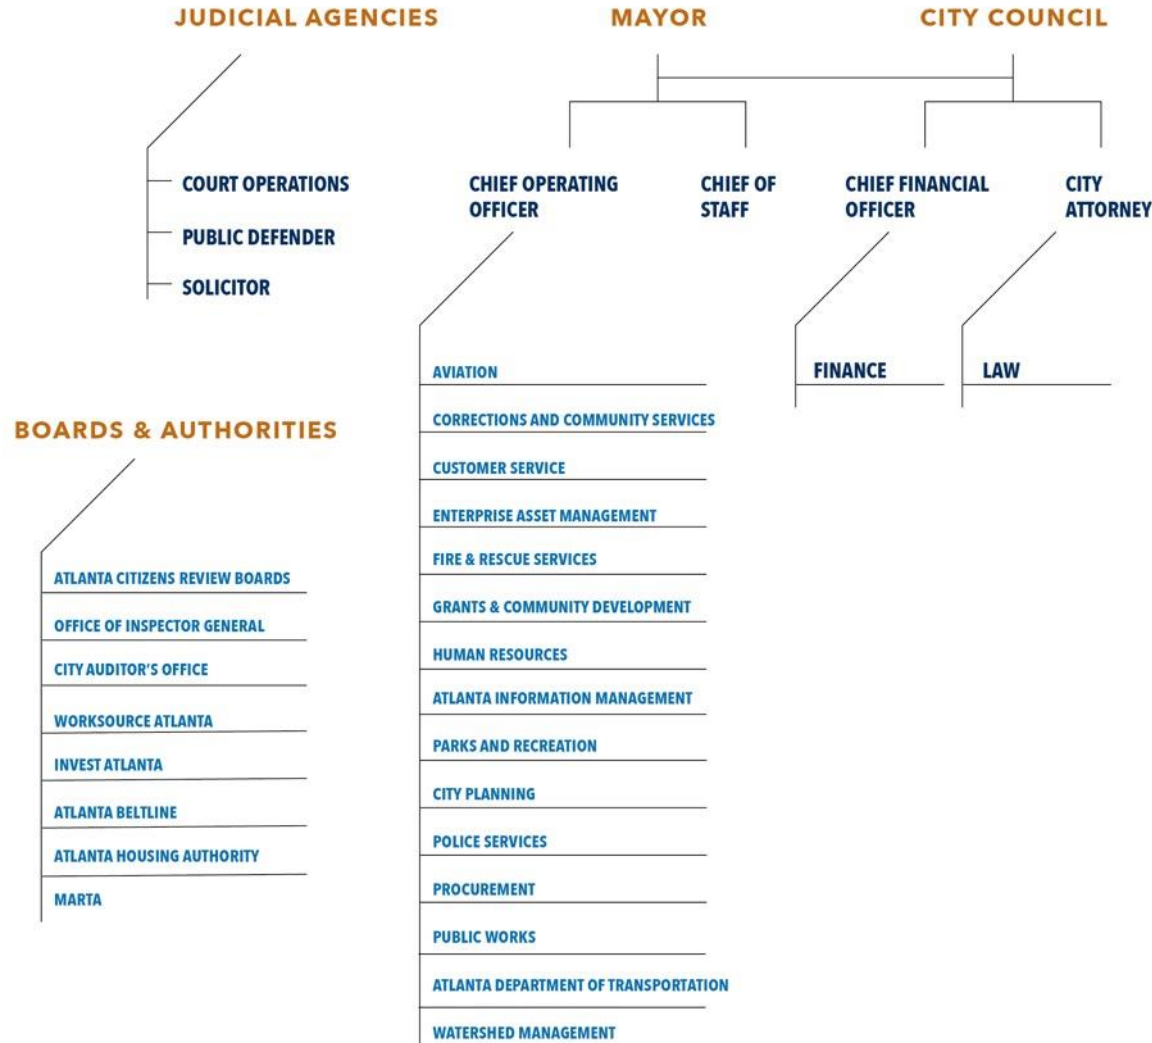 JUDICIAL AGENCIES
MAYOR
CITY COUNCIL
COURT OPERATIONS
PUBLIC DEFENDER
SOLICITOR
CHIEF OPERATING
OFFICER
CHIEF OF
STAFF
CHIEF FINANCIAL
OFFICER
CITY
ATTORNEY
AVIATION
CORRECTIONS AND COMMUNITY SERVICES
CUSTOMER SERVICE
ENTERPRISE ASSET MANAGEMENT
FIRE & RESCUE SERVICES
GRANTS & COMMUNITY DEVELOPMENT
HUMAN RESOURCES
ATLANTA INFORMATION MANAGEMENT
PARKS AND RECREATION
CITY PLANNING
POLICE SERVICES
PROCUREMENT
PUBLIC WORKS
ATLANTA DEPARTMENT OF TRANSPORTATION
WATERSHED MANAGEMENT
FINANCE
LAW
BOARDS & AUTHORITIES
ATLANTA CITIZENS REVIEW BOARDS
OFFICE OF INSPECTOR GENERAL
CITY AUDITOR'S OFFICE
WORKSOURCE ATLANTA
INVEST ATLANTA
ATLANTA BELTLINE
ATLANTA HOUSING AUTHORITY
MARTA